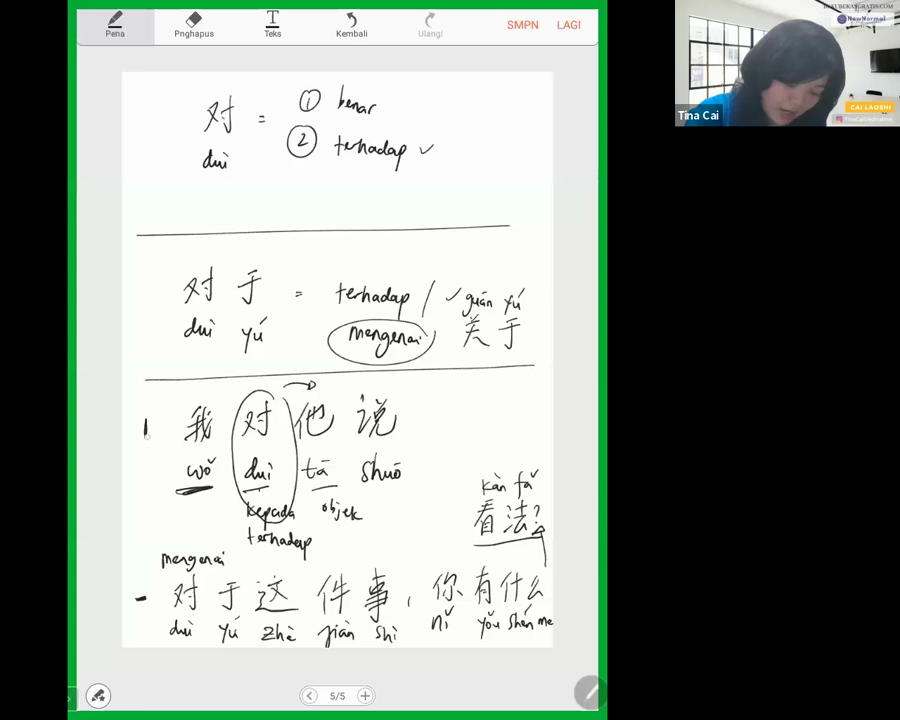 Pena Pnghapus Teks Kembali Ulangi SMPN LAGI
NewNormal
CAI LAOSHI
Tina Cai
对 = ① benar
duì ② terhadap ✓
对 于 = terhadap / ✓ guān yú
duì yú mengenai 关 于
1 我 对 他 说
wǒ duì tā shuō
kepada objek
terhadap
kàn fǎ
看法?
mengenai
- 对 于 这 件 事, 你 有 什么
duì yú zhè jiàn shì nǐ yǒu shén me
5/5